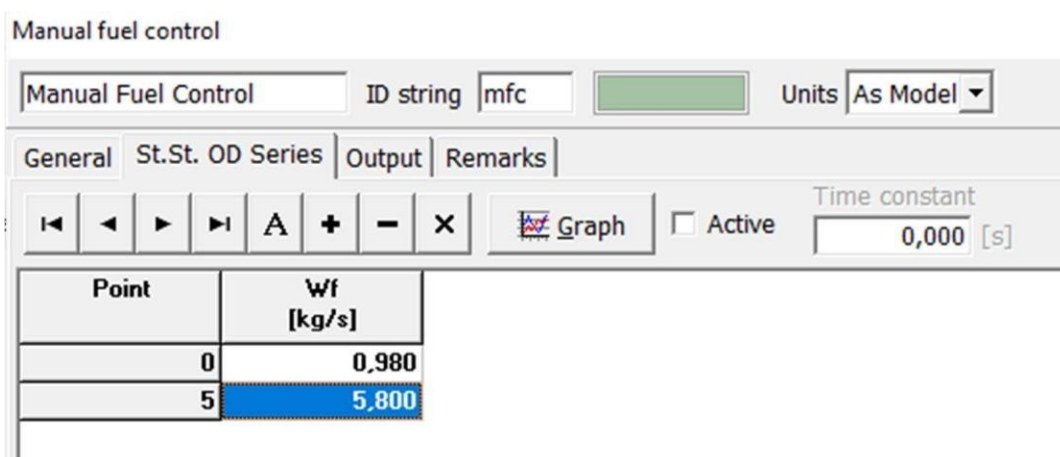 Manual fuel control
Manual Fuel Control ID string mfc Units As Model
General St.St. OD Series Output Remarks
A Graph Active Time constant 0,000 [s]
Point Wf [kg/s]
0 0,980
5 5,800